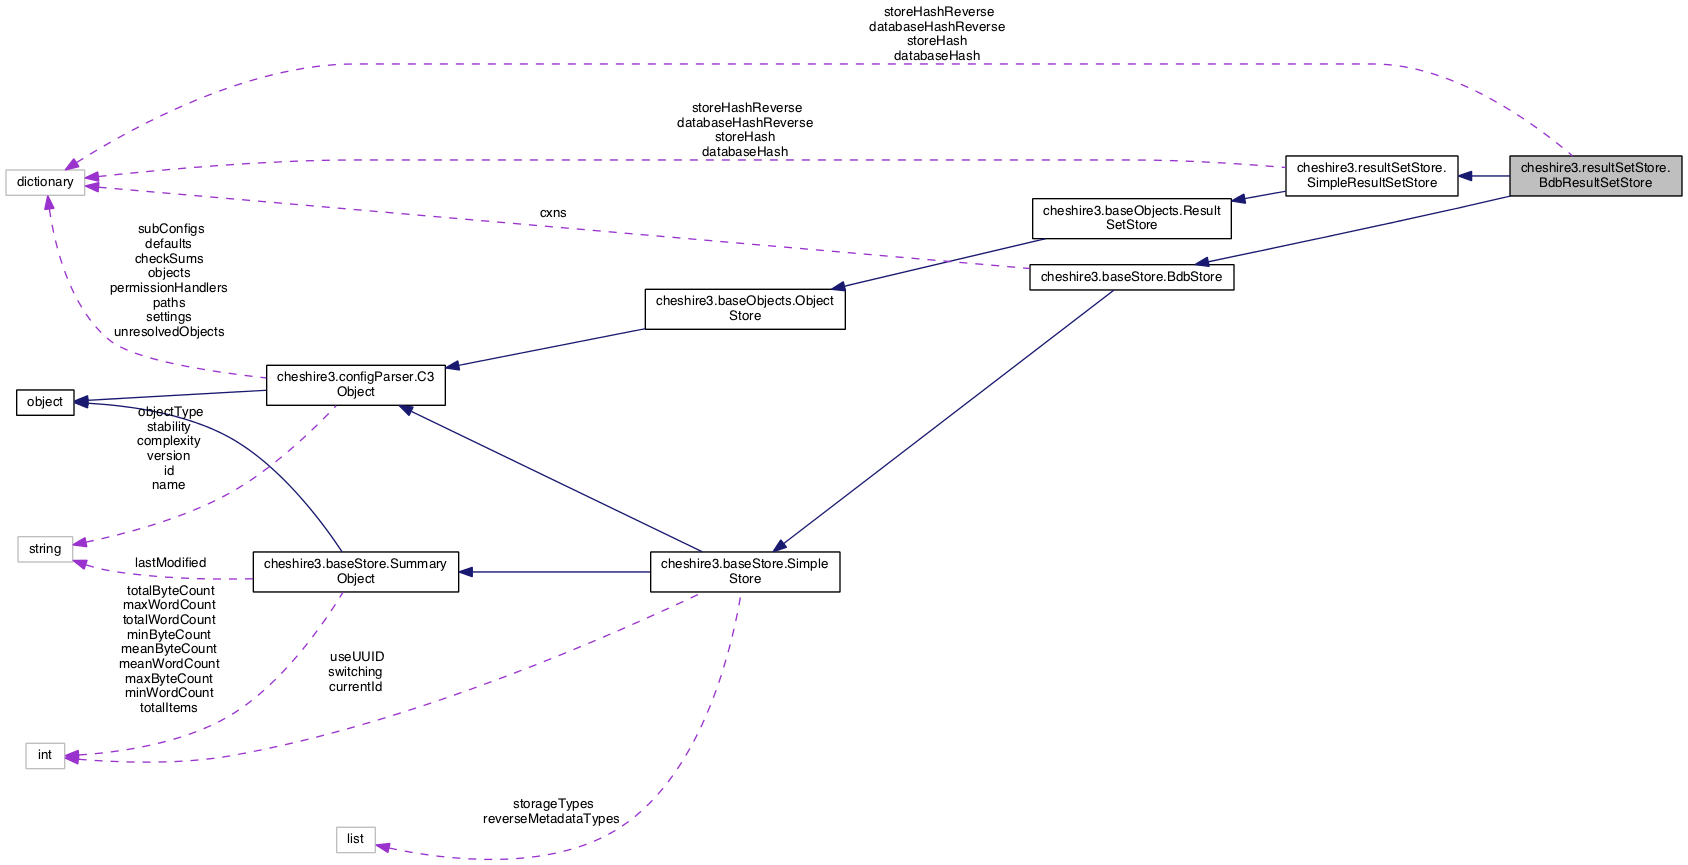 storeHashReverse
databaseHashReverse
storeHash
databaseHash
storeHashReverse
databaseHashReverse
storeHash
databaseHash
cheshire3.resultSetStore.
SimpleResultSetStore
cheshire3.resultSetStore.
BdbResultSetStore
dictionary
cxns
cheshire3.baseObjects.Result
SetStore
subConfigs
defaults
checkSums
objects
permissionHandlers
paths
settings
unresolvedObjects
cheshire3.baseStore.BdbStore
cheshire3.baseObjects.Object
Store
cheshire3.configParser.C3
Object
object
objectType
stability
complexity
version
id
name
string
lastModified
cheshire3.baseStore.Summary
Object
cheshire3.baseStore.Simple
Store
totalByteCount
maxWordCount
totalWordCount
minByteCount
meanByteCount
meanWordCount
maxByteCount
minWordCount
totalItems
useUUID
switching
currentId
int
storageTypes
reverseMetadataTypes
list